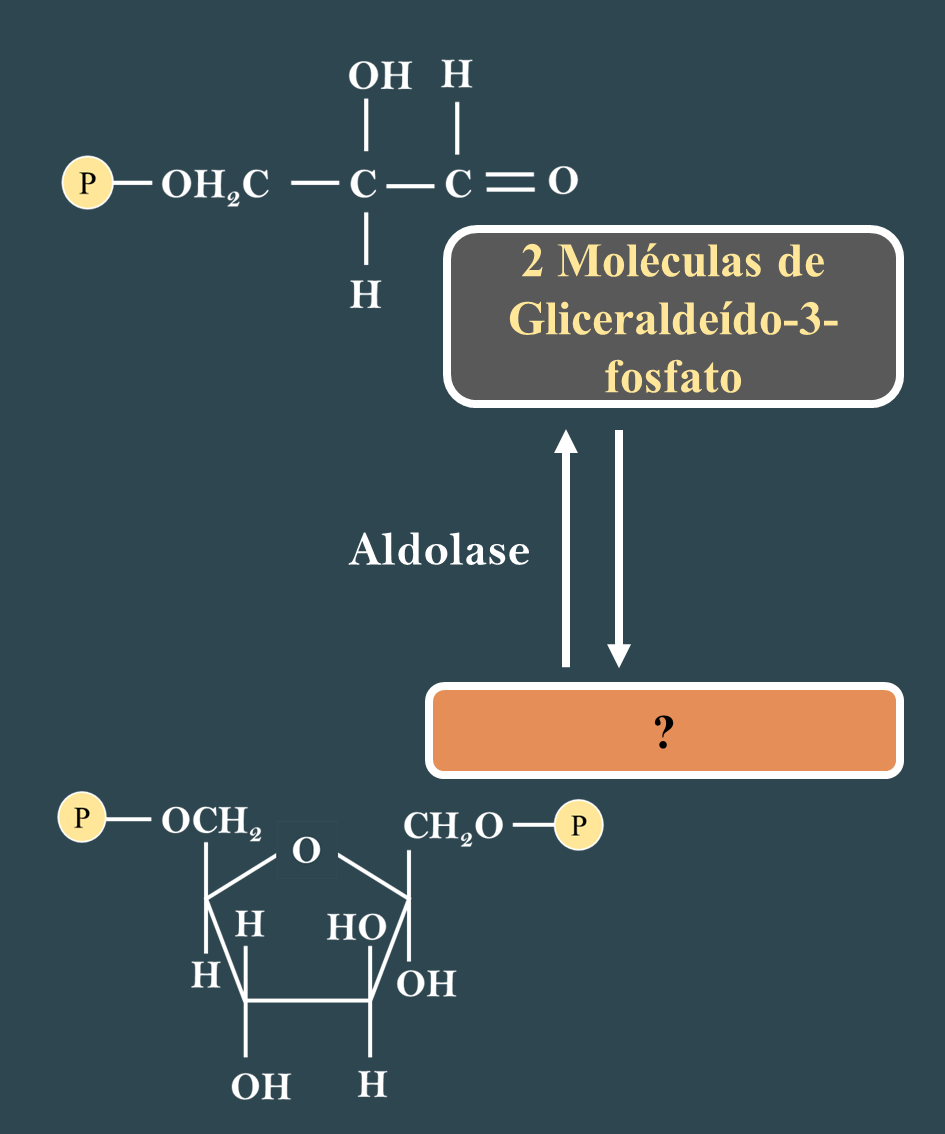 OH H
P OH₂C C C O
H
2 Moléculas de
Gliceraldeído-3-
fosfato
Aldolase
?
P OCH₂ CH₂O P
O
H HO
H OH
OH H